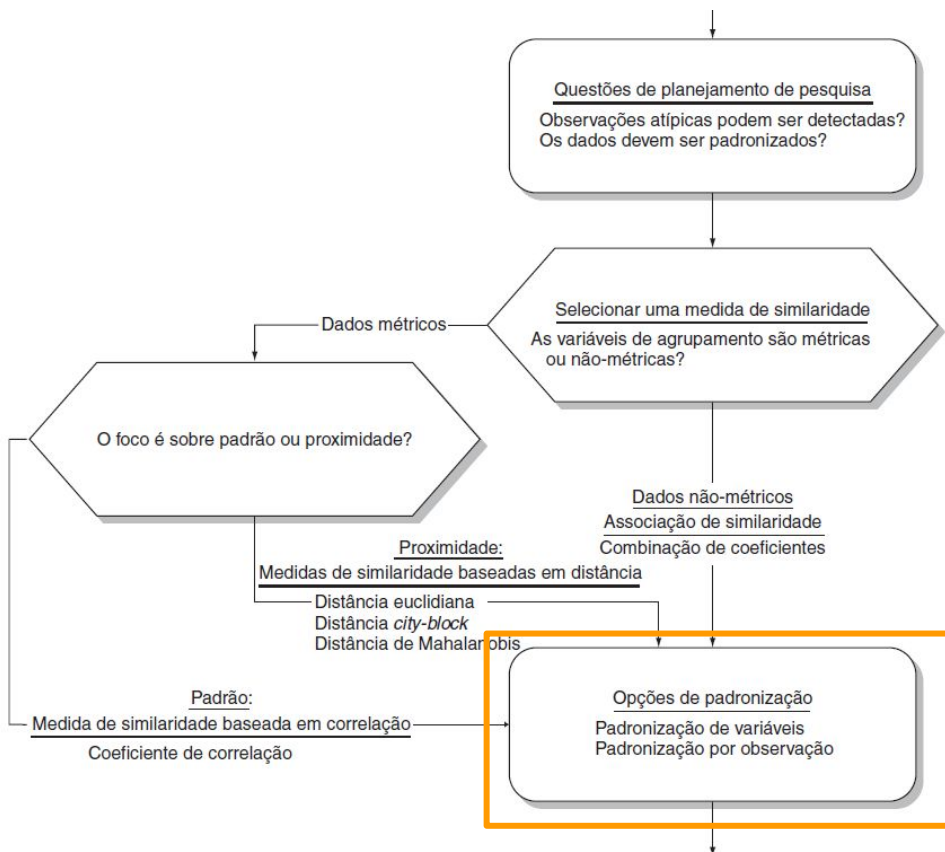 Questões de planejamento de pesquisa
Observações atípicas podem ser detectadas?
Os dados devem ser padronizados?
Selecionar uma medida de similaridade
As variáveis de agrupamento são métricas
ou não-métricas?
Dados métricos
O foco é sobre padrão ou proximidade?
Dados não-métricos
Associação de similaridade
Combinação de coeficientes
Proximidade:
Medidas de similaridade baseadas em distância
Distância euclidiana
Distância city-block
Distância de Mahalanobis
Padrão:
Medida de similaridade baseada em correlação
Coeficiente de correlação
Opções de padronização
Padronização de variáveis
Padronização por observação